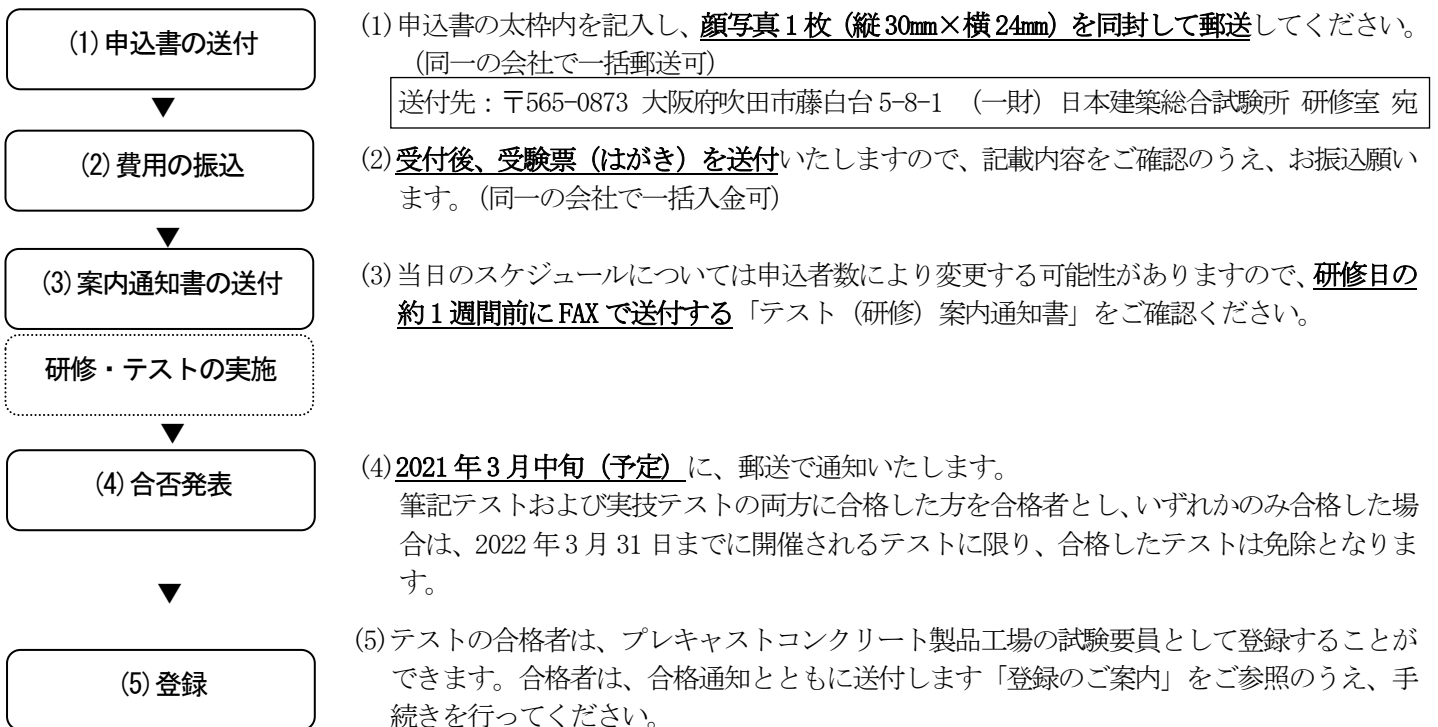 (1)申込書の送付
(1)申込書の太枠内を記入し、顔写真1枚（縦30㎜×横24㎜）を同封して郵送してください。
(同一の会社で一括郵送可)
送付先：〒565-0873 大阪府吹田市藤白台5-8-1 （一財）日本建築総合試験所 研修室 宛
▼
(2)費用の振込
(2)受付後、受験票（はがき）を送付いたしますので、記載内容をご確認のうえ、お振込願い
ます。(同一の会社で一括入金可)
▼
(3)案内通知書の送付
(3)当日のスケジュールについては申込者数により変更する可能性がありますので、研修日の
約1週間前にFAXで送付する「テスト（研修）案内通知書」をご確認ください。
研修・テストの実施
▼
(4)合否発表
(4)2021年3月中旬（予定）に、郵送で通知いたします。
筆記テストおよび実技テストの両方に合格した方を合格者とし、いずれかのみ合格した場
合は、2022年3月31日までに開催されるテストに限り、合格したテストは免除となりま
す。
▼
(5)登録
(5)テストの合格者は、プレキャストコンクリート製品工場の試験要員として登録することが
できます。合格者は、合格通知とともに送付します「登録のご案内」をご参照のうえ、手
続きを行ってください。